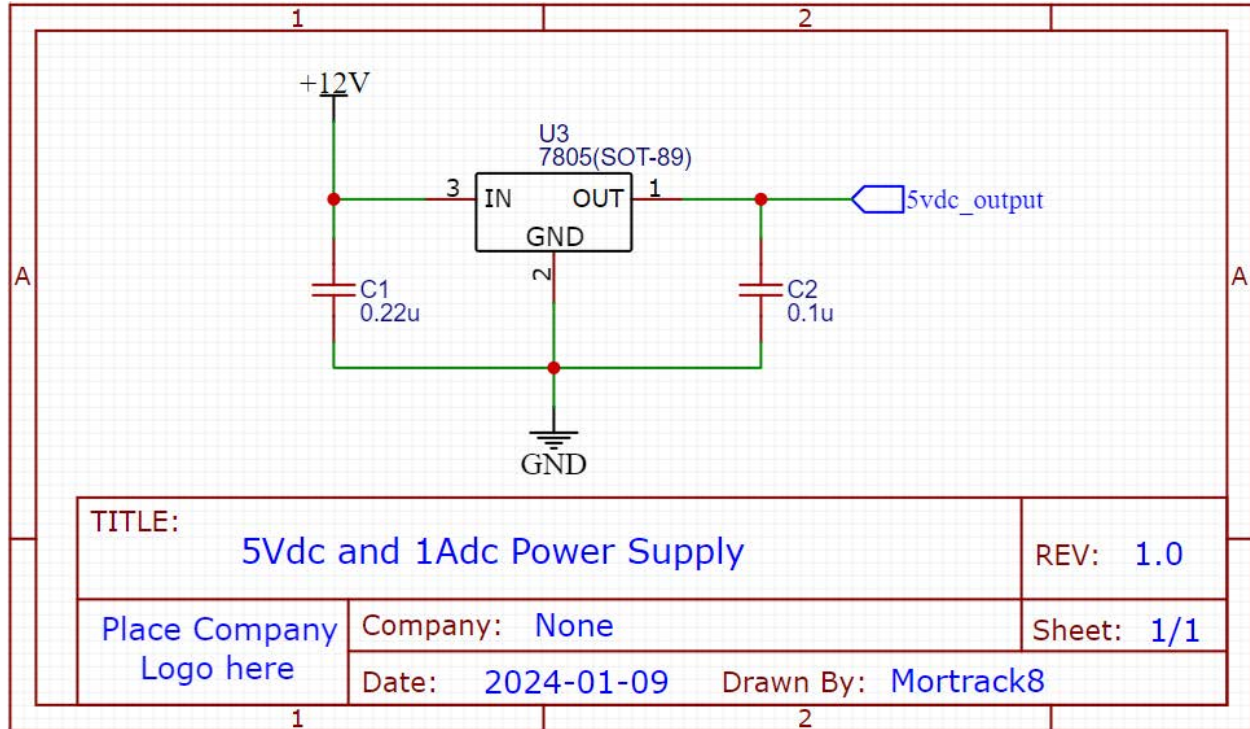 1 2
+12V
U3
7805(SOT-89)
3 IN OUT 1
5vdc_output
GND
2
A A
C1
0.22u
C2
0.1u
GND
TITLE:
5Vdc and 1Adc Power Supply
REV: 1.0
Place Company
Logo here
Company: None
Sheet: 1/1
Date: 2024-01-09 Drawn By: Mortrack8
1 2